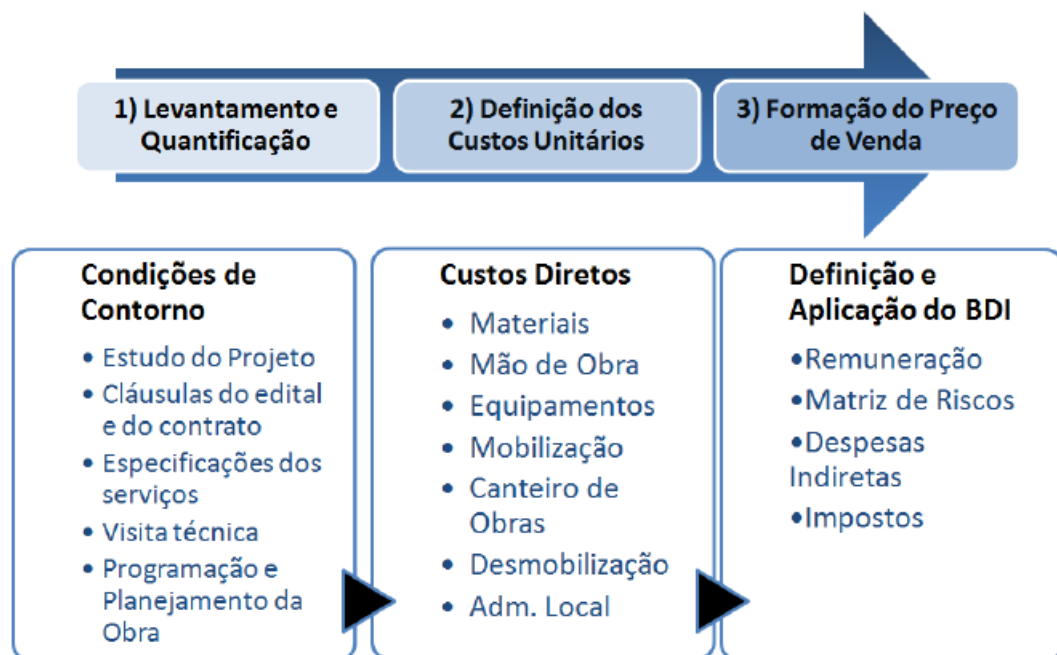 1) Levantamento e
Quantificação
2) Definição dos
Custos Unitários
3) Formação do Preço
de Venda
Condições de
Contorno
• Estudo do Projeto
• Cláusulas do edital
e do contrato
• Especificações dos
serviços
• Visita técnica
• Programação e
Planejamento da
Obra
Custos Diretos
• Materiais
• Mão de Obra
• Equipamentos
• Mobilização
• Canteiro de
Obras
• Desmobilização
• Adm. Local
Definição e
Aplicação do BDI
•Remuneração
•Matriz de Riscos
•Despesas
Indiretas
•Impostos